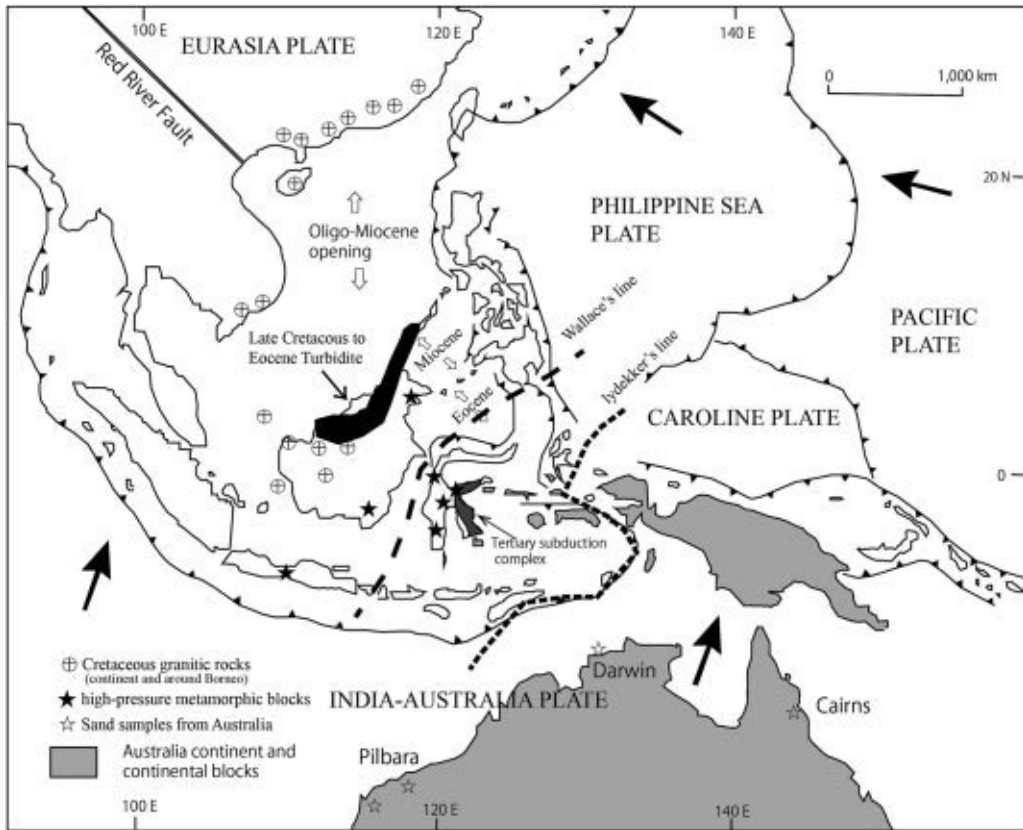 100 E
120 E
140 E
EURASIA PLATE
Red River Fault
0
1,000 km
20 N
PHILIPPINE SEA
PLATE
Oligo-Miocene
opening
Wallace's line
PACIFIC
PLATE
Late Cretacous to
Eocene Turbidite
Miocene
Eocene
lydekker's line
CAROLINE PLATE
0
Tertiary subduction
complex
Cretaceous granitic rocks
(continent and around Borneo)
high-pressure metamorphic blocks
Sand samples from Australia
Australia continent and
continental blocks
INDIA-AUSTRALIA PLATE
Darwin
Cairns
Pilbara
100 E
120 E
140 E